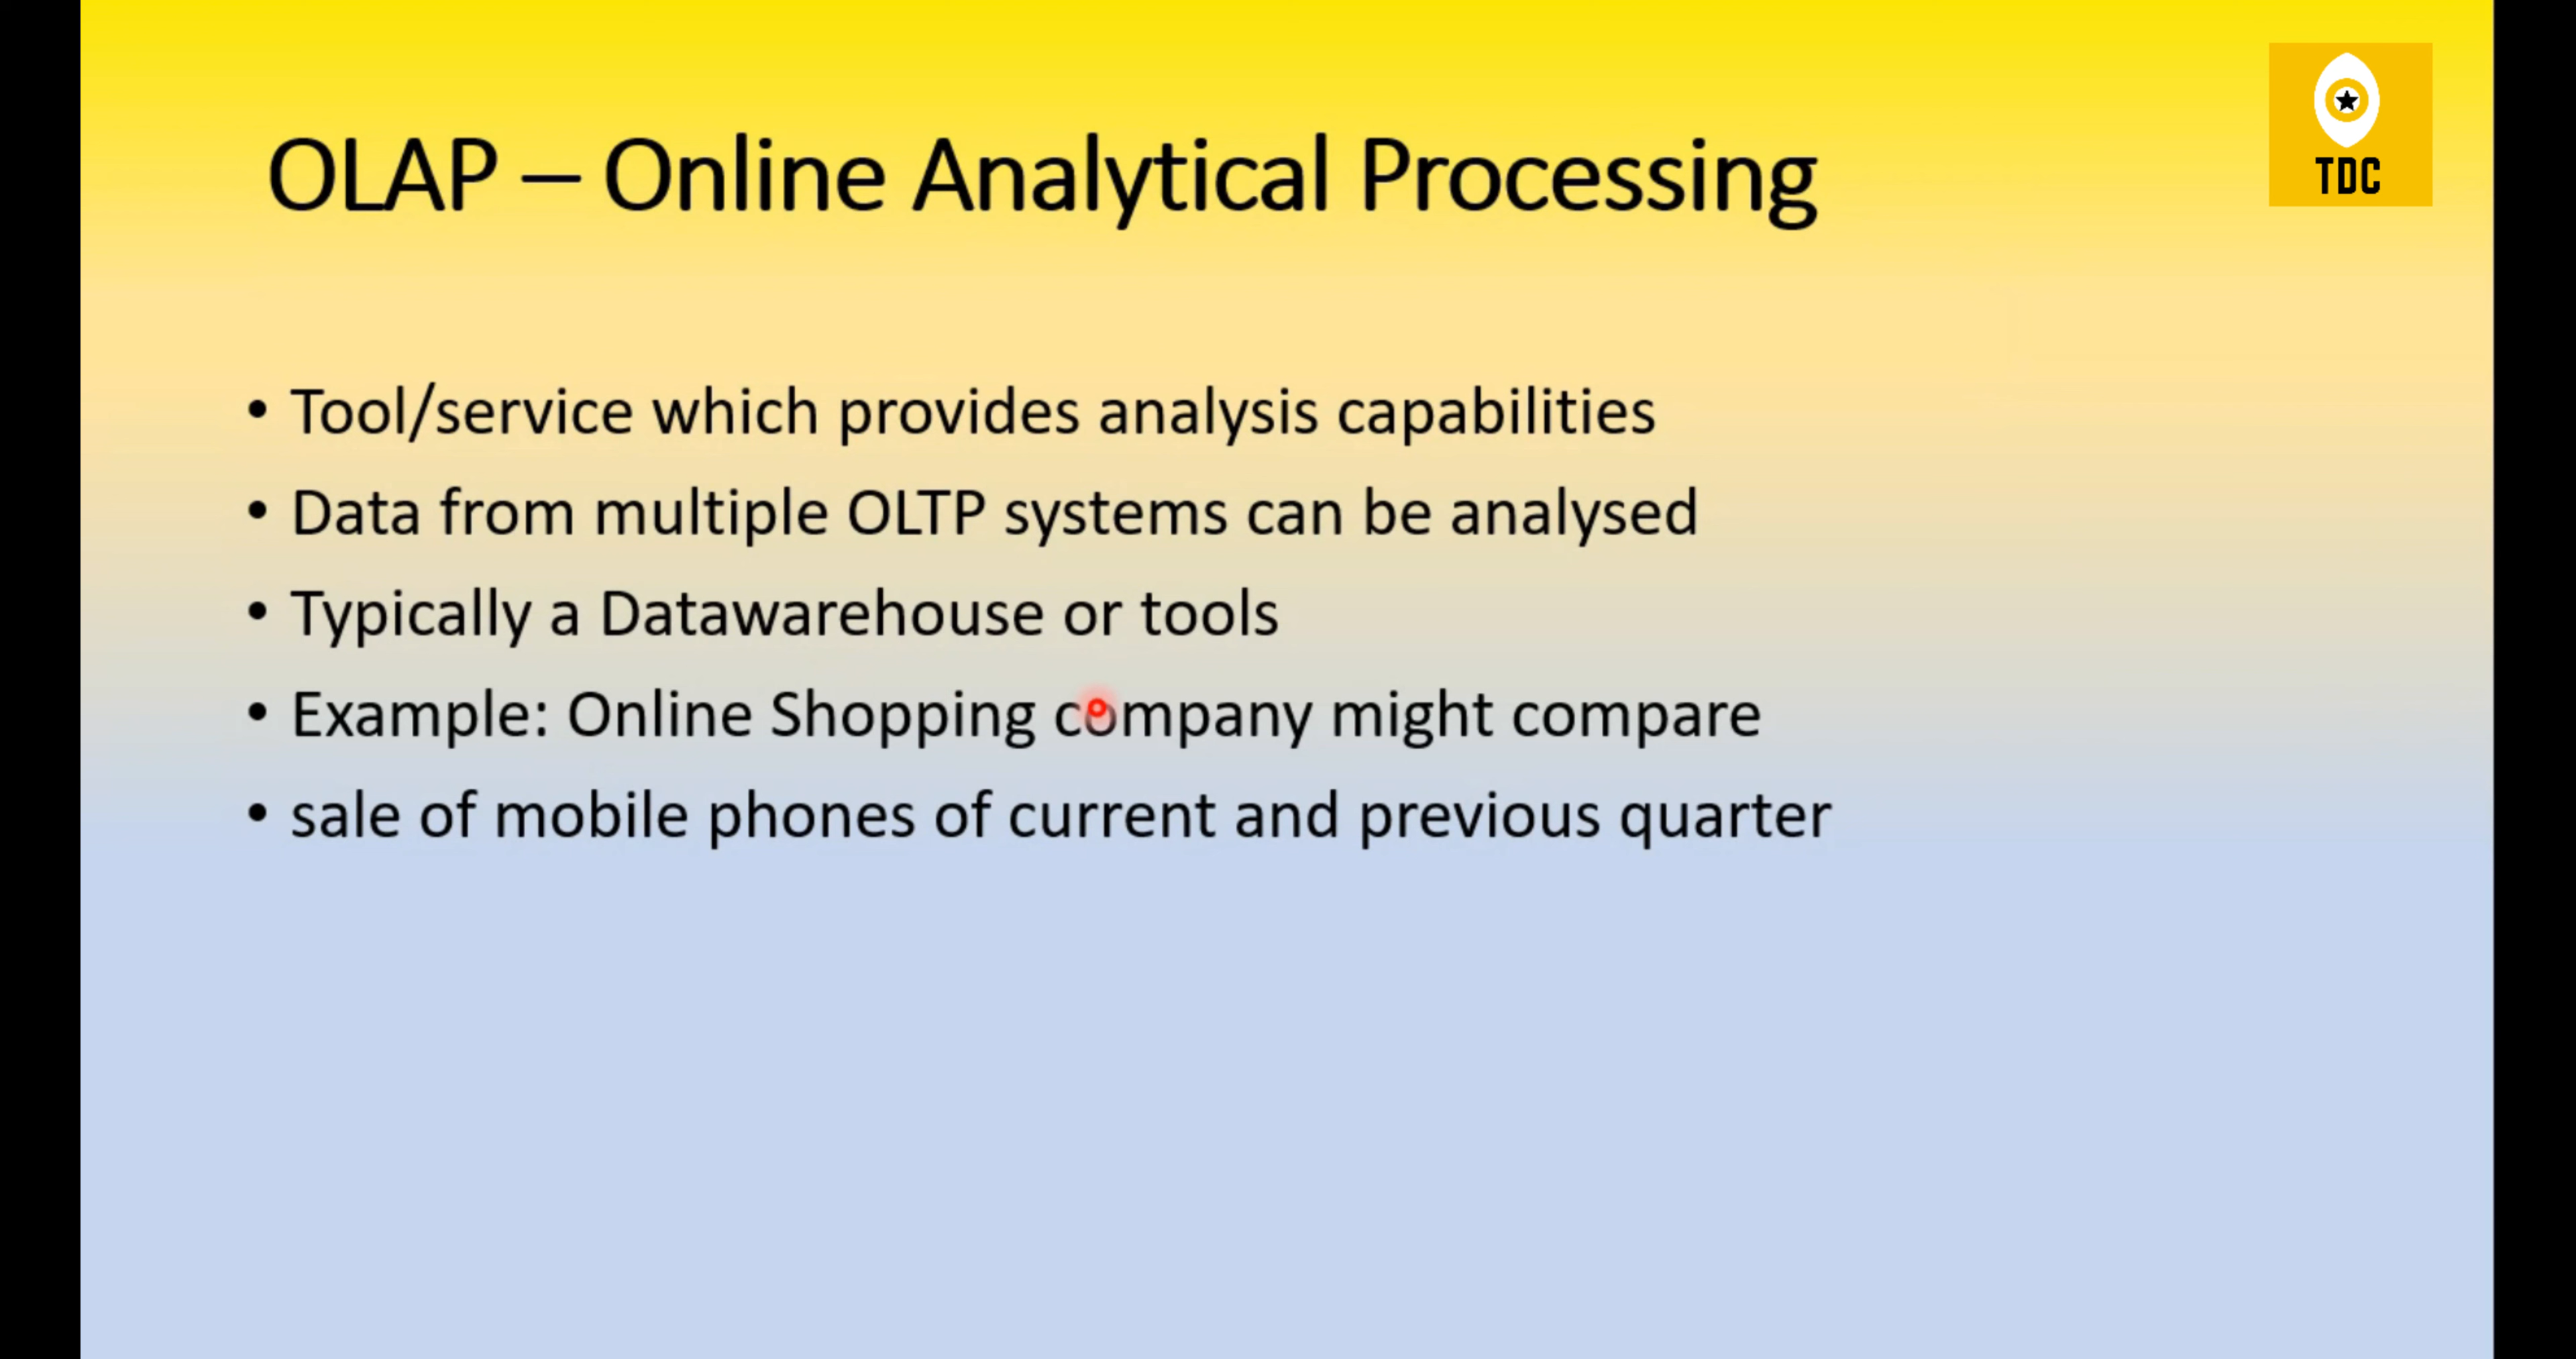 OLAP – Online Analytical Processing
TDC
• Tool/service which provides analysis capabilities
• Data from multiple OLTP systems can be analysed
• Typically a Datawarehouse or tools
• Example: Online Shopping company might compare
• sale of mobile phones of current and previous quarter